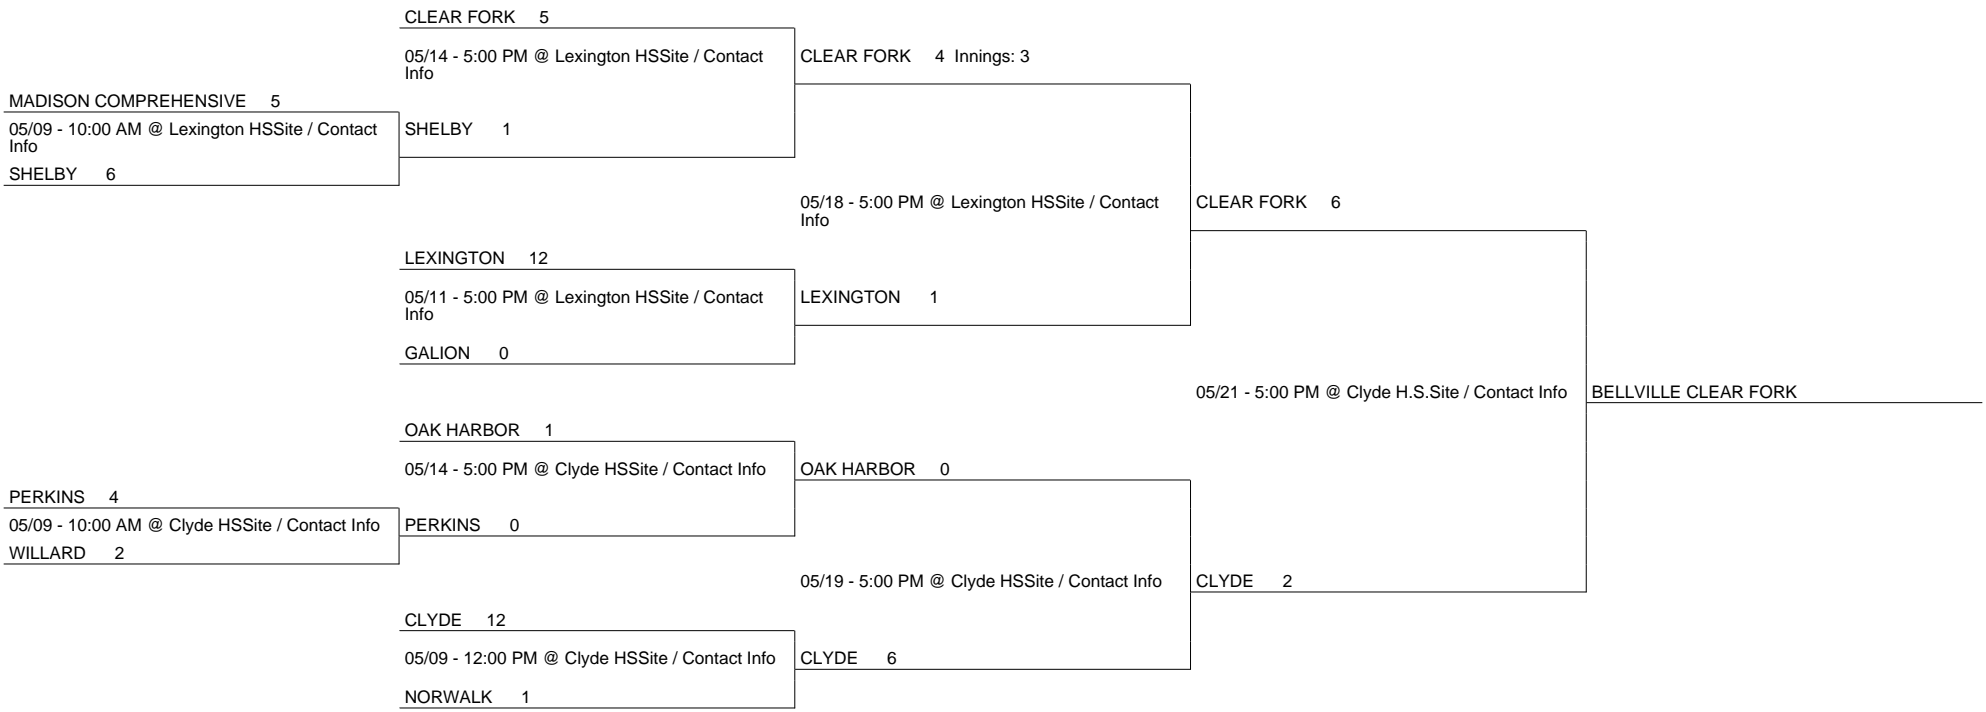 CLEAR FORK 5
05/14 - 5:00 PM @ Lexington HSSite / Contact
Info
CLEAR FORK 4 Innings: 3
MADISON COMPREHENSIVE 5
05/09 - 10:00 AM @ Lexington HSSite / Contact
Info
SHELBY 1
SHELBY 6
05/18 - 5:00 PM @ Lexington HSSite / Contact
Info
CLEAR FORK 6
LEXINGTON 12
05/11 - 5:00 PM @ Lexington HSSite / Contact
Info
LEXINGTON 1
GALION 0
05/21 - 5:00 PM @ Clyde H.S.Site / Contact Info
BELLVILLE CLEAR FORK
OAK HARBOR 1
05/14 - 5:00 PM @ Clyde HSSite / Contact Info
OAK HARBOR 0
PERKINS 4
05/09 - 10:00 AM @ Clyde HSSite / Contact Info
PERKINS 0
WILLARD 2
05/19 - 5:00 PM @ Clyde HSSite / Contact Info
CLYDE 2
CLYDE 12
05/09 - 12:00 PM @ Clyde HSSite / Contact Info
CLYDE 6
NORWALK 1